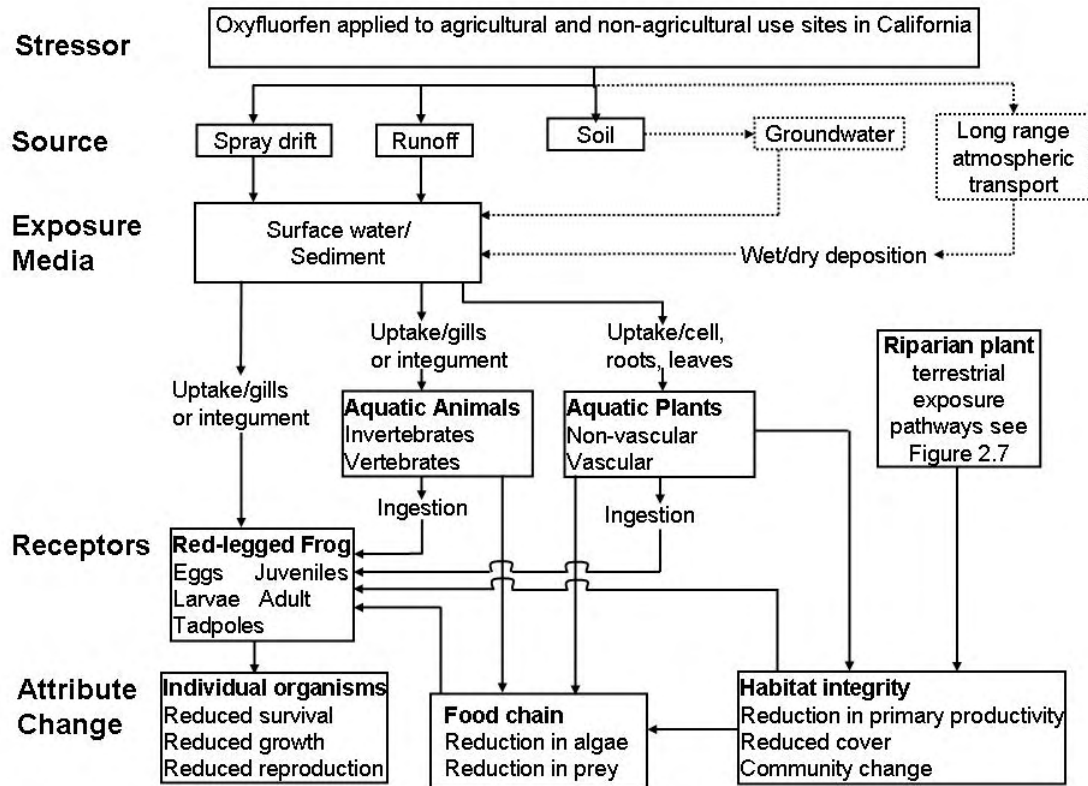 Stressor
Oxyfluorfen applied to agricultural and non-agricultural use sites in California
Source
Spray drift
Runoff
Soil
Groundwater
Long range
atmospheric
transport
Exposure
Media
Surface water/
Sediment
Wet/dry deposition
Uptake/gills
or integument
Uptake/gills
or integument
Uptake/cell,
roots, leaves
Riparian plant
terrestrial
exposure
pathways see
Figure 2.7
Aquatic Animals
Invertebrates
Vertebrates
Aquatic Plants
Non-vascular
Vascular
Ingestion
Ingestion
Receptors
Red-legged Frog
Eggs Juveniles
Larvae Adult
Tadpoles
Attribute
Change
Individual organisms
Reduced survival
Reduced growth
Reduced reproduction
Food chain
Reduction in algae
Reduction in prey
Habitat integrity
Reduction in primary productivity
Reduced cover
Community change